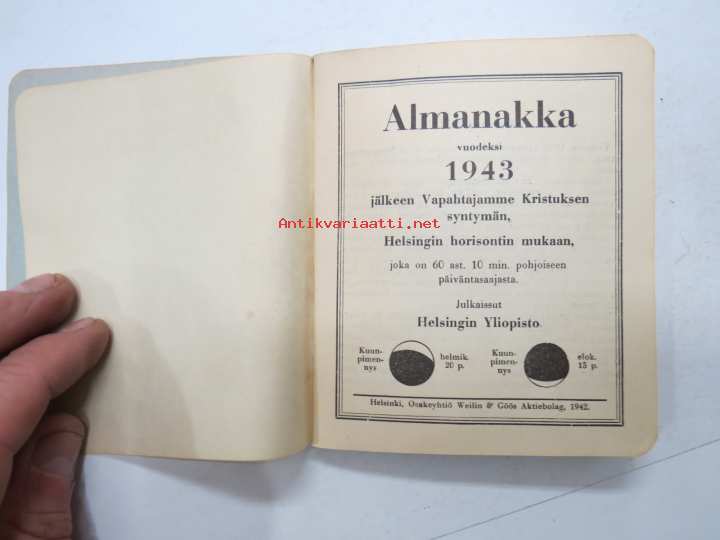 Almanakka
vuodeksi
1943
jälkeen Vapahtajamme Kristuksen
syntymän,
Antikvariaatti.net
Helsingin horisontin mukaan,
joka on 60 ast. 10 min. pohjoiseen
päiväntasaajasta.
Julkaissut
Helsingin Yliopisto
Kuun-
pimen-
nys
helmik.
20 p.
Kuun-
pimen-
nys
elok.
15 p.
Helsinki, Osakeyhtiö Weilin & Göös Aktiebolag, 1942.